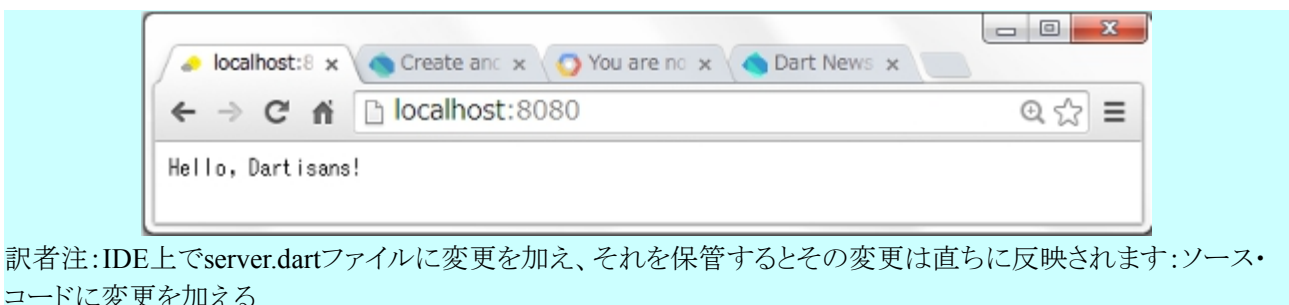 localhost:8 Create and You are no Dart News
localhost:8080
Hello, Dartisans!
訳者注:IDE上でserver.dartファイルに変更を加え、それを保管するとその変更は直ちに反映されます:ソース・
コードに変更を加える